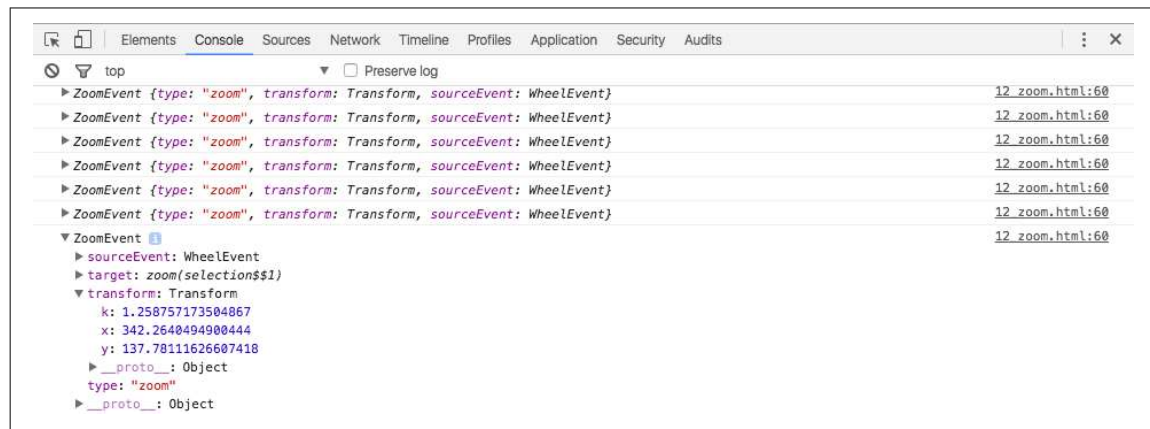 Elements Console Sources Network Timeline Profiles Application Security Audits
top Preserve log
ZoomEvent {type: "zoom", transform: Transform, sourceEvent: WheelEvent} 12_zoom.html:60
ZoomEvent {type: "zoom", transform: Transform, sourceEvent: WheelEvent} 12_zoom.html:60
ZoomEvent {type: "zoom", transform: Transform, sourceEvent: WheelEvent} 12_zoom.html:60
ZoomEvent {type: "zoom", transform: Transform, sourceEvent: WheelEvent} 12_zoom.html:60
ZoomEvent {type: "zoom", transform: Transform, sourceEvent: WheelEvent} 12_zoom.html:60
ZoomEvent {type: "zoom", transform: Transform, sourceEvent: WheelEvent} 12_zoom.html:60
ZoomEvent i 12_zoom.html:60
sourceEvent: WheelEvent
target: zoom(selection$$1)
transform: Transform
k: 1.258757173504867
x: 342.2640494900444
y: 137.78111626607418
__proto__: Object
type: "zoom"
__proto__: Object